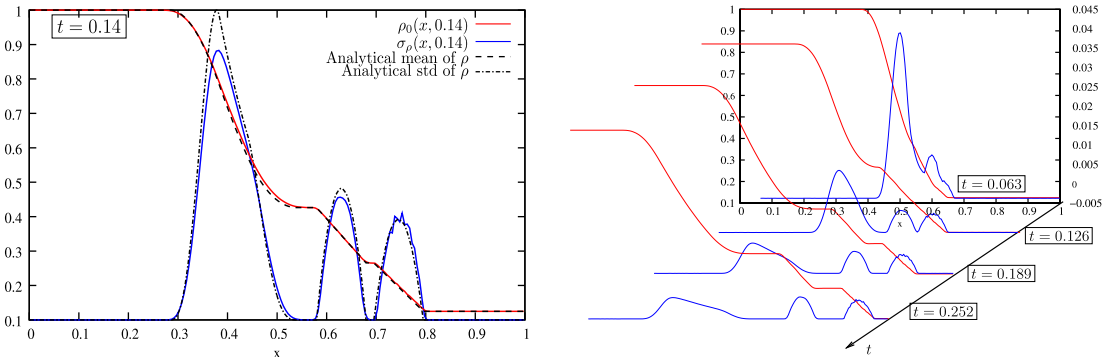 t = 0.14
ρ₀(x, 0.14)
σρ(x, 0.14)
Analytical mean of ρ
Analytical std of ρ
1
0.9
0.8
0.7
0.6
0.5
0.4
0.3
0.2
0.1
0 0.1 0.2 0.3 0.4 0.5 0.6 0.7 0.8 0.9 1
x
1
0.9
0.8
0.7
0.6
0.5
0.4
0.3
0.2
0.1
0 0.1 0.2 0.3 0.4 0.5 0.6 0.7 0.8 0.9 1
x
0.045
0.04
0.035
0.03
0.025
0.02
0.015
0.01
0.005
0
−0.005
t = 0.063
t = 0.126
t = 0.189
t = 0.252
t